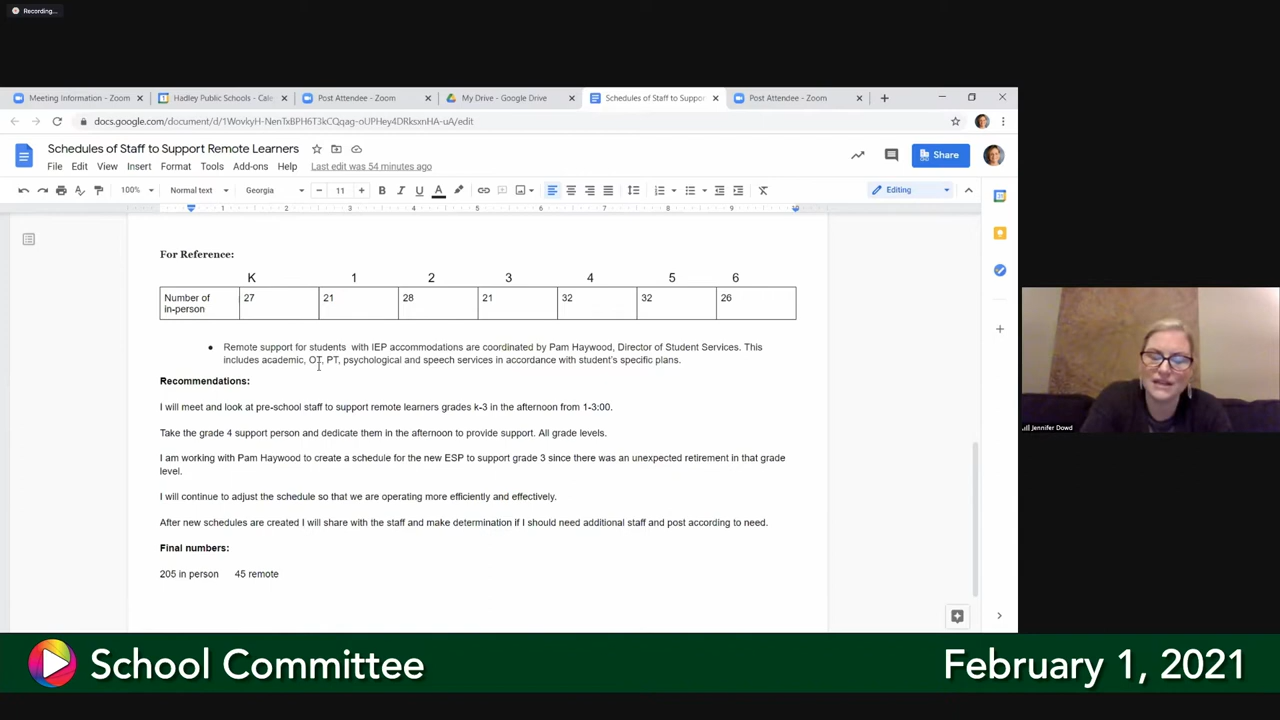 Recording...
Meeting Information - Zoom
Hadley Public Schools - Cale
Post Attendee - Zoom
My Drive - Google Drive
Schedules of Staff to Suppor
Post Attendee - Zoom
docs.google.com/document/d/1WovkyH-NenTxBPH6T3kCQqag-oUPHey4DRksxnHA-uA/edit
Schedules of Staff to Support Remote Learners
File Edit View Insert Format Tools Add-ons Help Last edit was 54 minutes ago
Share
100% Normal text Georgia 11 B I U A Editing
1 2 3 4 5 6 7 8 9 10
For Reference:
K 1 2 3 4 5 6
Number of in-person 27 21 28 21 32 32 26
Remote support for students with IEP accommodations are coordinated by Pam Haywood, Director of Student Services. This
includes academic, OT, PT, psychological and speech services in accordance with student's specific plans.
Recommendations:
I will meet and look at pre-school staff to support remote learners grades k-3 in the afternoon from 1-3:00.
Take the grade 4 support person and dedicate them in the afternoon to provide support. All grade levels.
I am working with Pam Haywood to create a schedule for the new ESP to support grade 3 since there was an unexpected retirement in that grade
level.
I will continue to adjust the schedule so that we are operating more efficiently and effectively.
After new schedules are created I will share with the staff and make determination if I should need additional staff and post according to need.
Final numbers:
205 in person 45 remote
Jennifer Dowd
School Committee
February 1, 2021